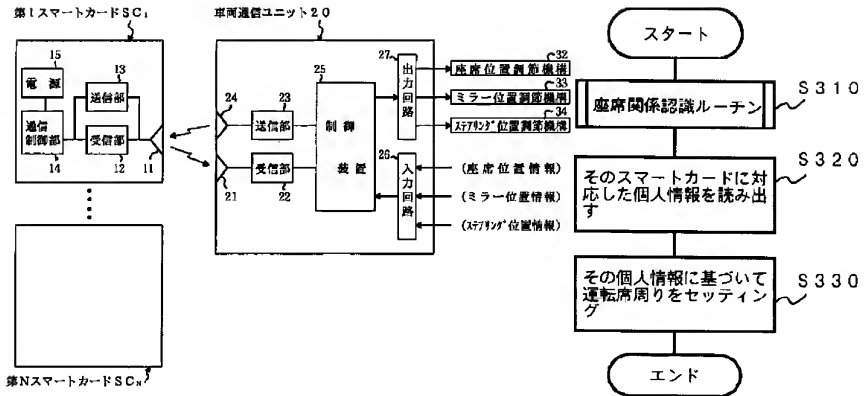 第1スマートカードSC₁
15
電源
13
送信部
通信
制御部
受信部
14
12
11
第NスマートカードSCɴ
車両通信ユニット20
24
23
送信部
21
受信部
22
25
制御
装置
27
出力回路
26
入力回路
32
座席位置調節機構
33
ミラー位置調節機構
34
ステアリング位置調節機構
(座席位置情報)
(ミラー位置情報)
(ステアリング位置情報)
スタート
座席関係認識ルーチン
S310
そのスマートカードに対
応した個人情報を読み出
す
S320
その個人情報に基づいて
運転席周りをセッティン
グ
S330
エンド